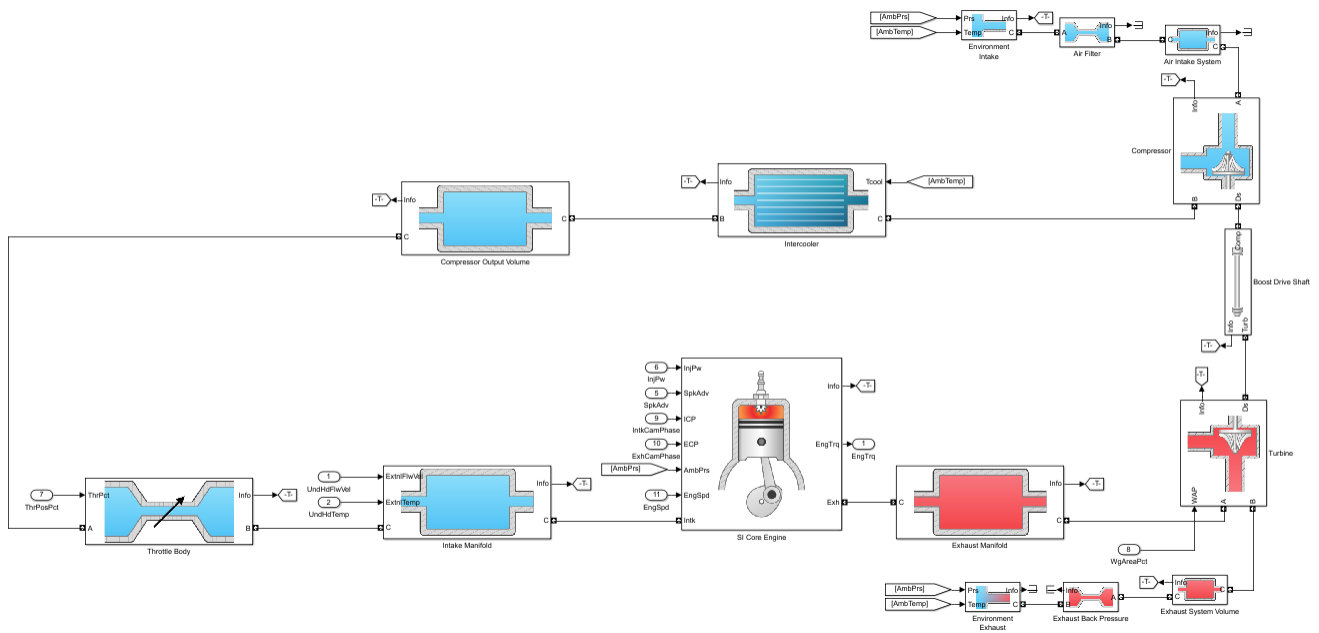 [AmbPrs]
[AmbTemp]
Prs
Temp
Info
C
-T-
Environment
Intake
A
Info
B
Air Filter
C
Info
C
Air Intake System
-T-
Info
A
Compressor
B
Ds
-T-
Info
Tcool
[AmbTemp]
B
C
Intercooler
-T-
Info
C
C
Compressor Output Volume
Comp
Boost Drive Shaft
Info
Turb
-T-
-T-
Info
Ds
Turbine
WAP
A
B
6
InjPw
InjPw
5
SpkAdv
SpkAdv
9
ICP
IntkCamPhase
10
ECP
ExhCamPhase
[AmbPrs]
AmbPrs
11
EngSpd
EngSpd
Intk
Info
-T-
EngTrq
1
EngTrq
Exh
SI Core Engine
7
ThrPosPct
ThrPct
Info
-T-
A
B
Throttle Body
1
UndHdFlwVel
ExtnlFlwVel
2
UndHdTemp
ExtnlTemp
Info
-T-
C
C
Intake Manifold
C
Info
-T-
C
Exhaust Manifold
8
WgAreaPct
[AmbPrs]
[AmbTemp]
Prs
Temp
Info
C
Environment
Exhaust
Info
B
A
Exhaust Back Pressure
-T-
Info
C
C
Exhaust System Volume